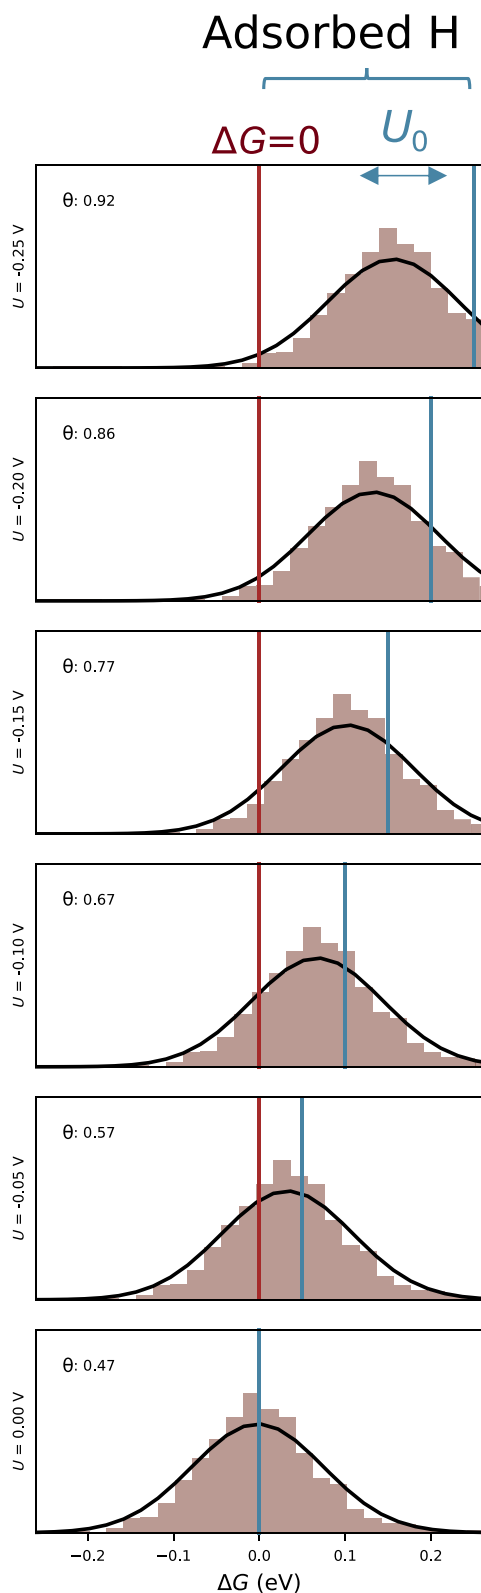 Adsorbed H
U₀
ΔG=0
θ: 0.92
U = -0.25 V
θ: 0.86
U = -0.20 V
θ: 0.77
U = -0.15 V
θ: 0.67
U = -0.10 V
θ: 0.57
U = -0.05 V
θ: 0.47
U = 0.00 V
−0.2 −0.1 0.0 0.1 0.2
ΔG (eV)